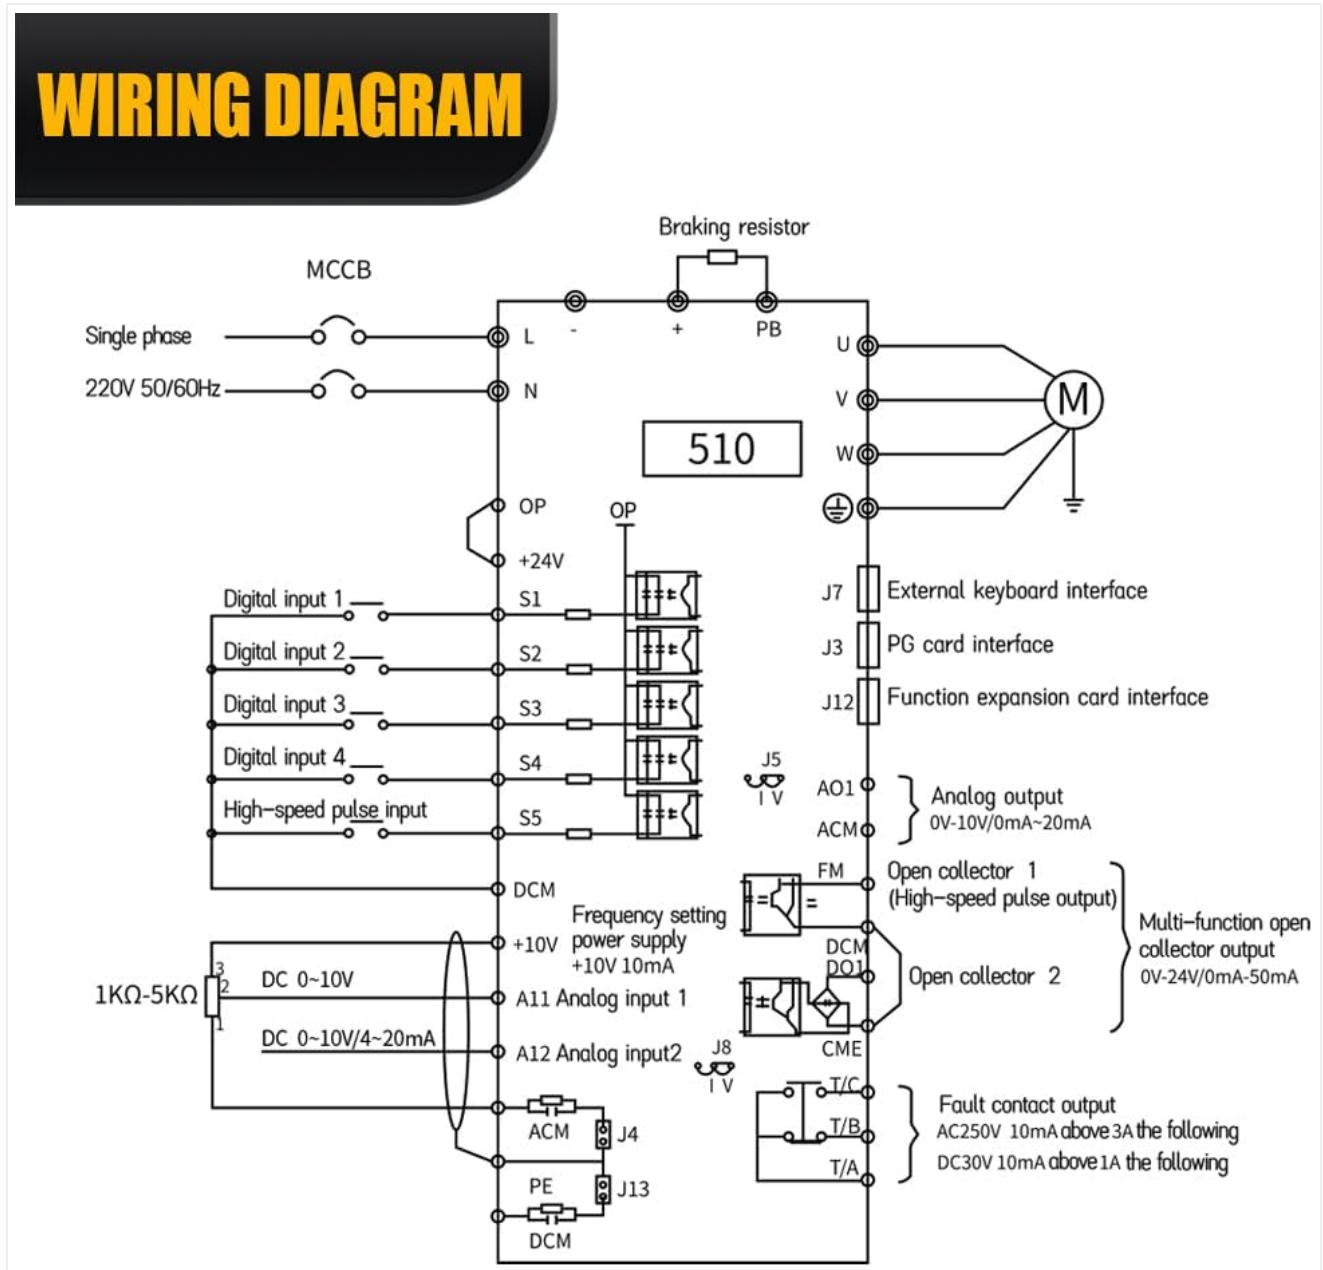 WIRING DIAGRAM
Braking resistor
MCCB
- + PB
Single phase
L
220V 50/60Hz
N
U
V
W
M
510
OP
+24V
OP
Digital input 1
S1
Digital input 2
S2
Digital input 3
S3
Digital input 4
S4
High-speed pulse input
S5
DCM
J7
External keyboard interface
J3
PG card interface
J12
Function expansion card interface
J5
I V
AO1
ACM
Analog output
0V-10V/0mA~20mA
FM
Open collector 1
(High-speed pulse output)
DCM
DO1
Open collector 2
CME
Multi-function open
collector output
0V-24V/0mA-50mA
+10V
Frequency setting
power supply
+10V 10mA
1KΩ-5KΩ
3
2
1
DC 0~10V
A11 Analog input 1
DC 0~10V/4~20mA
A12 Analog input2
J8
I V
ACM
J4
PE
J13
DCM
T/C
T/B
T/A
Fault contact output
AC250V 10mA above 3A the following
DC30V 10mA above 1A the following